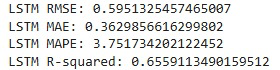 LSTM RMSE: 0.5951325457465007
LSTM MAE: 0.3629856616299802
LSTM MAPE: 3.751734202122452
LSTM R-squared: 0.6559113490159512